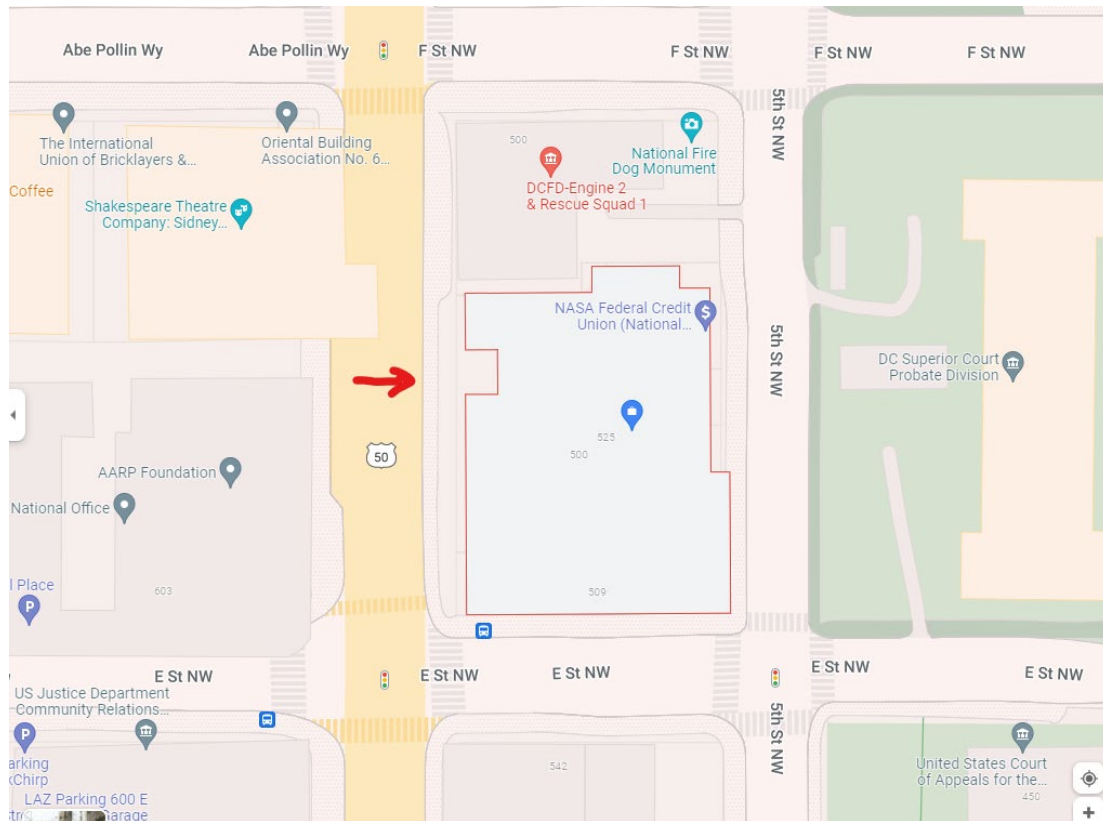 Abe Pollin Wy
Abe Pollin Wy
F St NW
F St NW
F St NW
F St NW
The International
Union of Bricklayers &...
Oriental Building
Association No. 6...
500
National Fire
Dog Monument
5th St NW
Coffee
DCFD-Engine 2
& Rescue Squad 1
Shakespeare Theatre
Company: Sidney...
NASA Federal Credit
Union (National...
5th St NW
DC Superior Court
Probate Division
525
500
50
AARP Foundation
National Office
l Place
P
603
509
E St NW
E St NW
E St NW
E St NW
E St NW
US Justice Department
Community Relations...
5th St NW
P
arking
kChirp
542
United States Court
of Appeals for the...
450
LAZ Parking 600 E
Garage